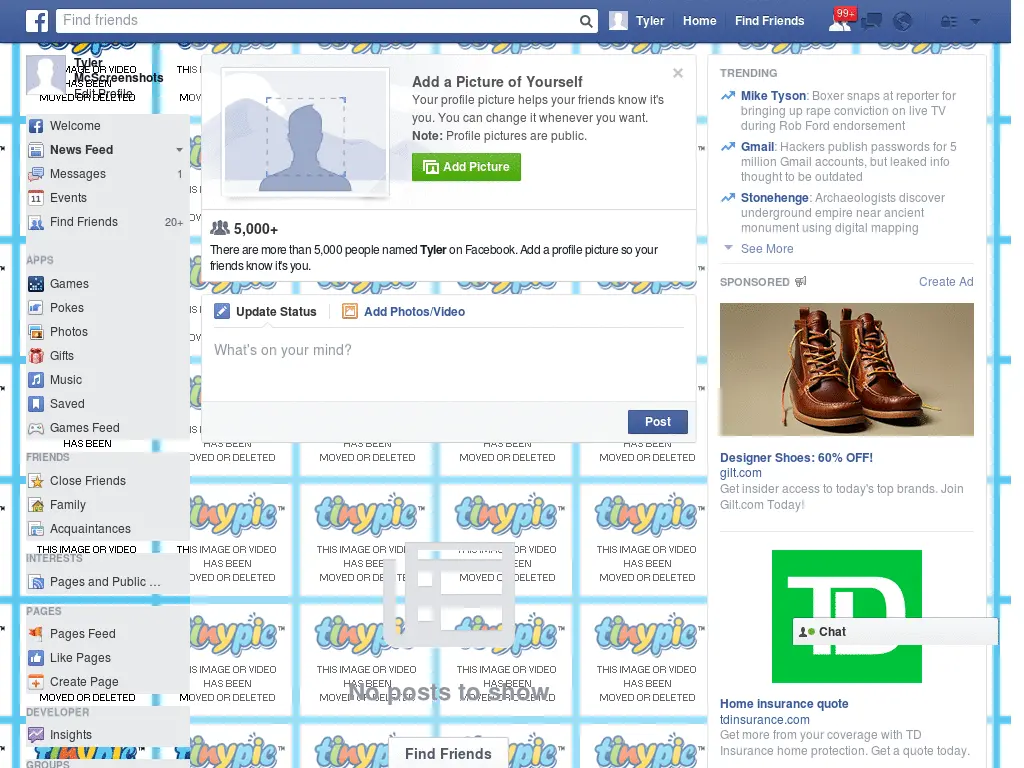 Find friends
Tyler
Home
Find Friends
99+
Tyler
McScreenshots
Edit Profile
Welcome
News Feed
Messages 1
Events
Find Friends 20+
APPS
Games
Pokes
Photos
Gifts
Music
Saved
Games Feed
FRIENDS
Close Friends
Family
Acquaintances
INTERESTS
Pages and Public ...
PAGES
Pages Feed
Like Pages
Create Page
DEVELOPER
Insights
GROUPS
Add a Picture of Yourself
Your profile picture helps your friends know it's
you. You can change it whenever you want.
Note: Profile pictures are public.
Add Picture
5,000+
There are more than 5,000 people named Tyler on Facebook. Add a profile picture so your
friends know it's you.
Update Status
Add Photos/Video
What's on your mind?
Post
tinypic™
THIS IMAGE OR VIDEO
HAS BEEN
MOVED OR DELETED
No posts to show
Find Friends
TRENDING
Mike Tyson: Boxer snaps at reporter for
bringing up rape conviction on live TV
during Rob Ford endorsement
Gmail: Hackers publish passwords for 5
million Gmail accounts, but leaked info
thought to be outdated
Stonehenge: Archaeologists discover
underground empire near ancient
monument using digital mapping
See More
SPONSORED
Create Ad
Designer Shoes: 60% OFF!
gilt.com
Get insider access to today's top brands. Join
Gilt.com Today!
TD
Chat
Home insurance quote
tdinsurance.com
Get more from your coverage with TD
Insurance home protection. Get a quote today.